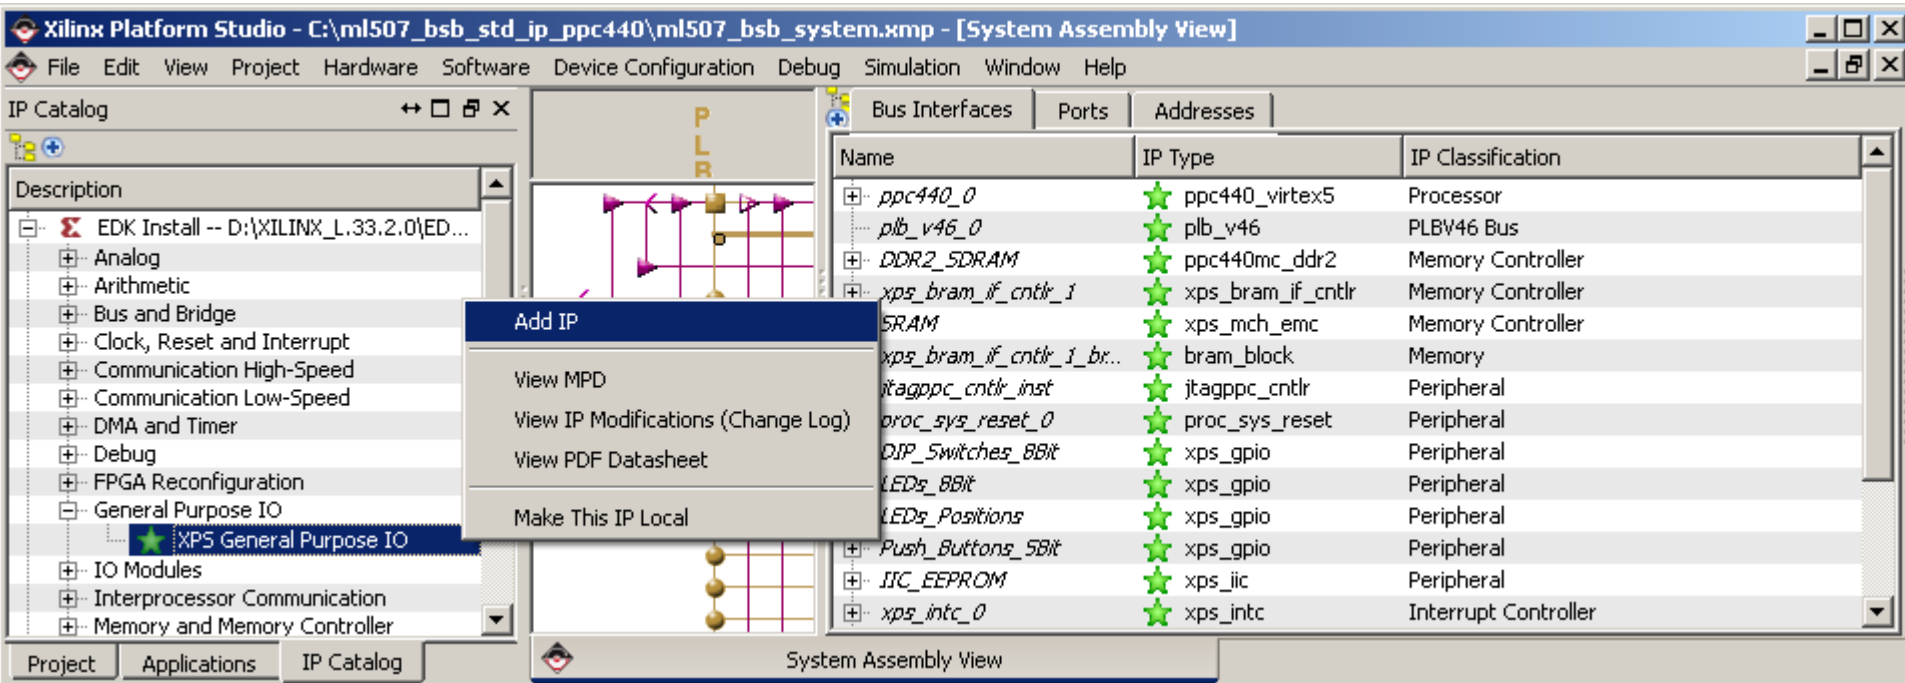 Xilinx Platform Studio - C:\ml507_bsb_std_ip_ppc440\ml507_bsb_system.xmp - [System Assembly View]
File Edit View Project Hardware Software Device Configuration Debug Simulation Window Help
IP Catalog
Description
EDK Install -- D:\XILINX_L.33.2.0\ED...
Analog
Arithmetic
Bus and Bridge
Clock, Reset and Interrupt
Communication High-Speed
Communication Low-Speed
DMA and Timer
Debug
FPGA Reconfiguration
General Purpose IO
XPS General Purpose IO
IO Modules
Interprocessor Communication
Memory and Memory Controller
Project Applications IP Catalog
PLB
Add IP
View MPD
View IP Modifications (Change Log)
View PDF Datasheet
Make This IP Local
Bus Interfaces Ports Addresses
Name IP Type IP Classification
ppc440_0 ppc440_virtex5 Processor
plb_v46_0 plb_v46 PLBV46 Bus
DDR2_SDRAM ppc440mc_ddr2 Memory Controller
xps_bram_if_cntlr_1 xps_bram_if_cntlr Memory Controller
SRAM xps_mch_emc Memory Controller
xps_bram_if_cntlr_1_br... bram_block Memory
jtagppc_cntlr_inst jtagppc_cntlr Peripheral
proc_sys_reset_0 proc_sys_reset Peripheral
DIP_Switches_8Bit xps_gpio Peripheral
LEDs_8Bit xps_gpio Peripheral
LEDs_Positions xps_gpio Peripheral
Push_Buttons_5Bit xps_gpio Peripheral
IIC_EEPROM xps_iic Peripheral
xps_intc_0 xps_intc Interrupt Controller
System Assembly View